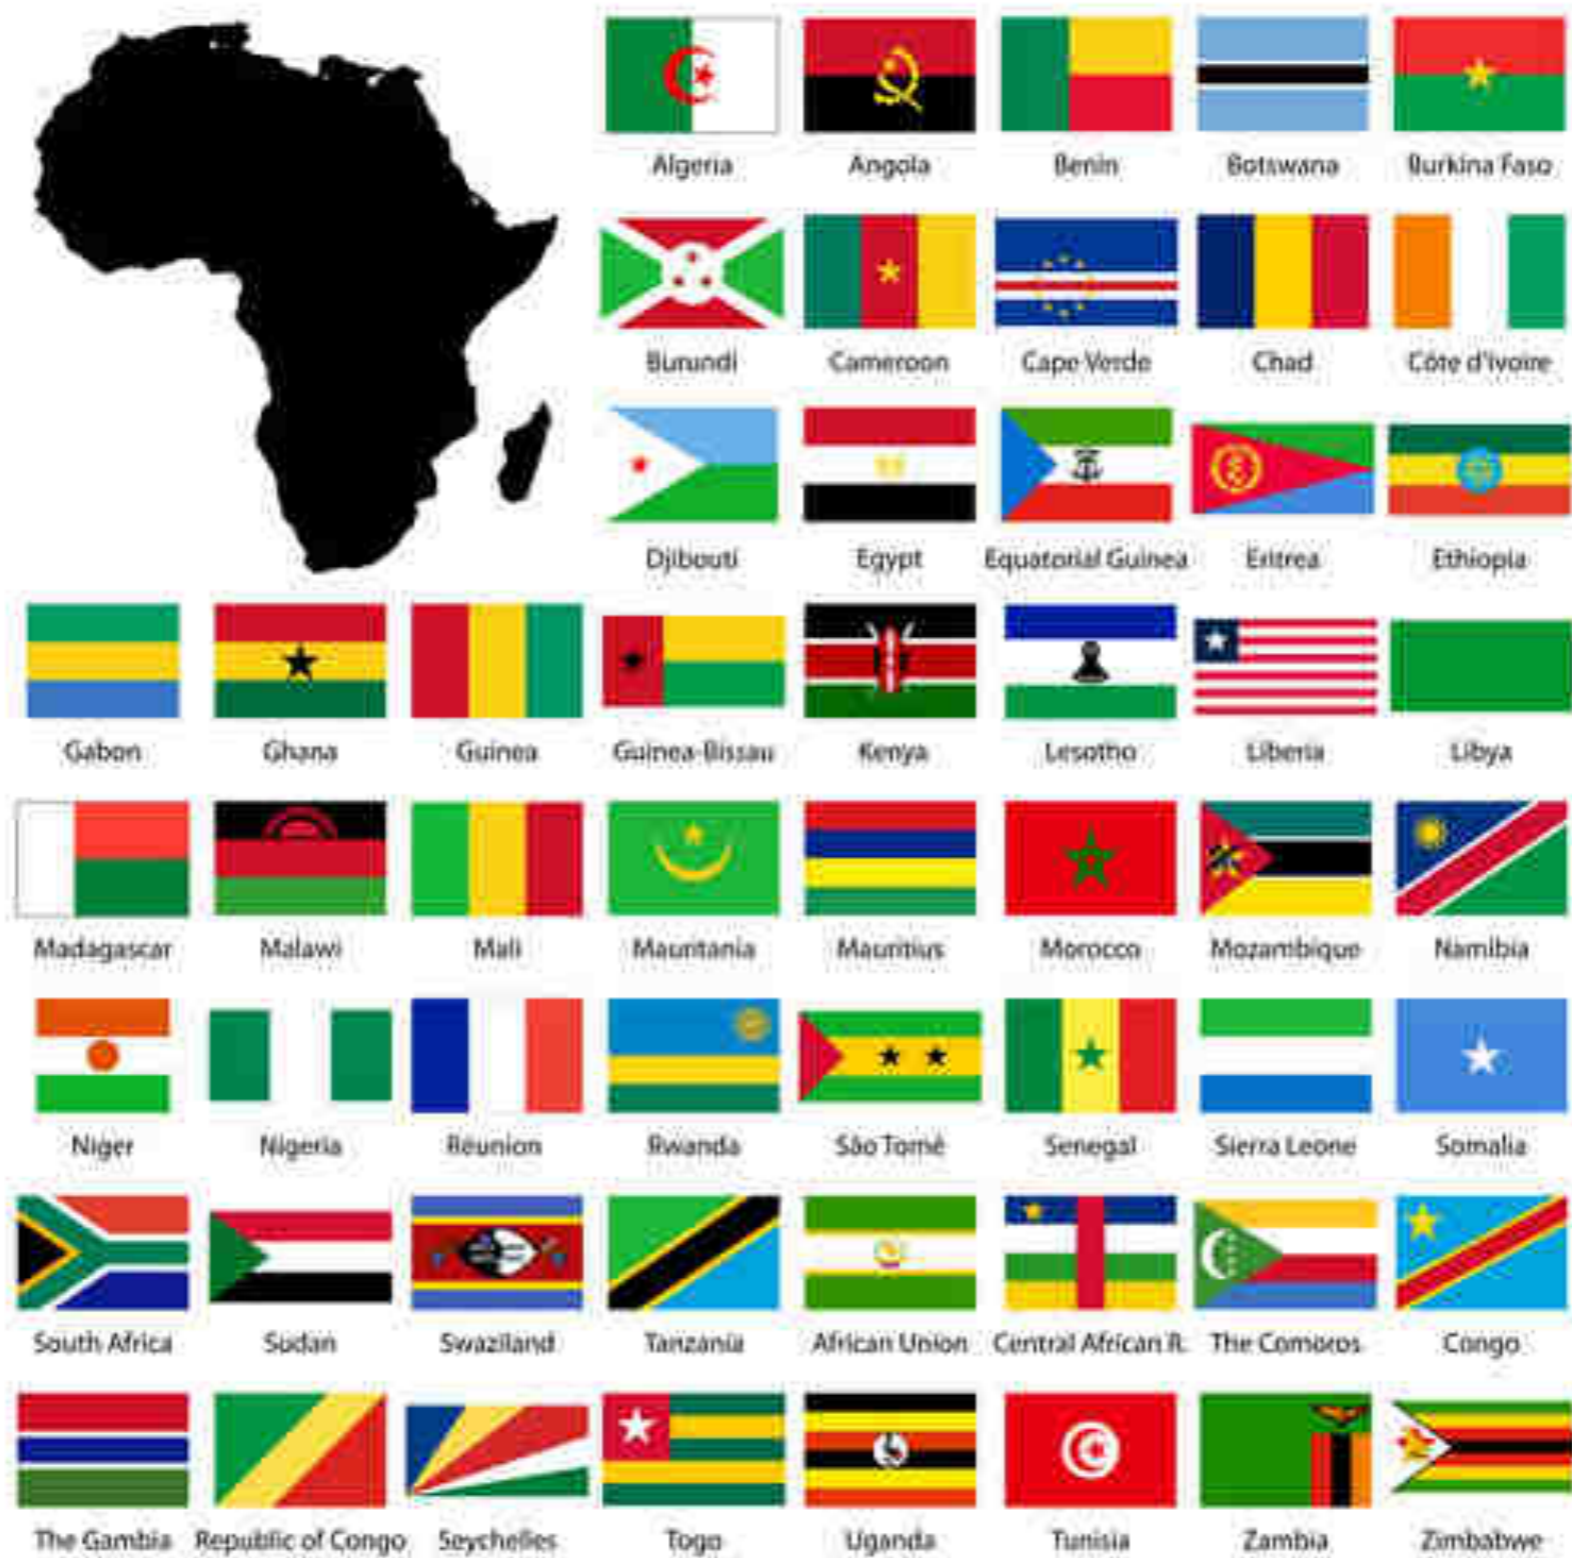 Algeria Angola Benin Botswana Burkina Faso
Burundi Cameroon Cape Verde Chad Côte d'Ivoire
Djibouti Egypt Equatorial Guinea Eritrea Ethiopia
Gabon Ghana Guinea Guinea-Bissau Kenya Lesotho Liberia Libya
Madagascar Malawi Mali Mauritania Mauritius Morocco Mozambique Namibia
Niger Nigeria Réunion Rwanda São Tomé Senegal Sierra Leone Somalia
South Africa Sudan Swaziland Tanzania African Union Central African R. The Comoros Congo
The Gambia Republic of Congo Seychelles Togo Uganda Tunisia Zambia Zimbabwe